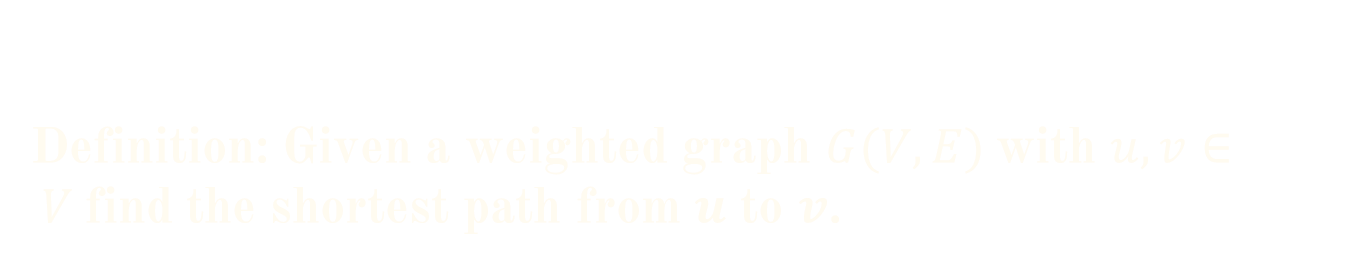 Definition: Given a weighted graph G(V, E) with u, v ∈
V find the shortest path from u to v.